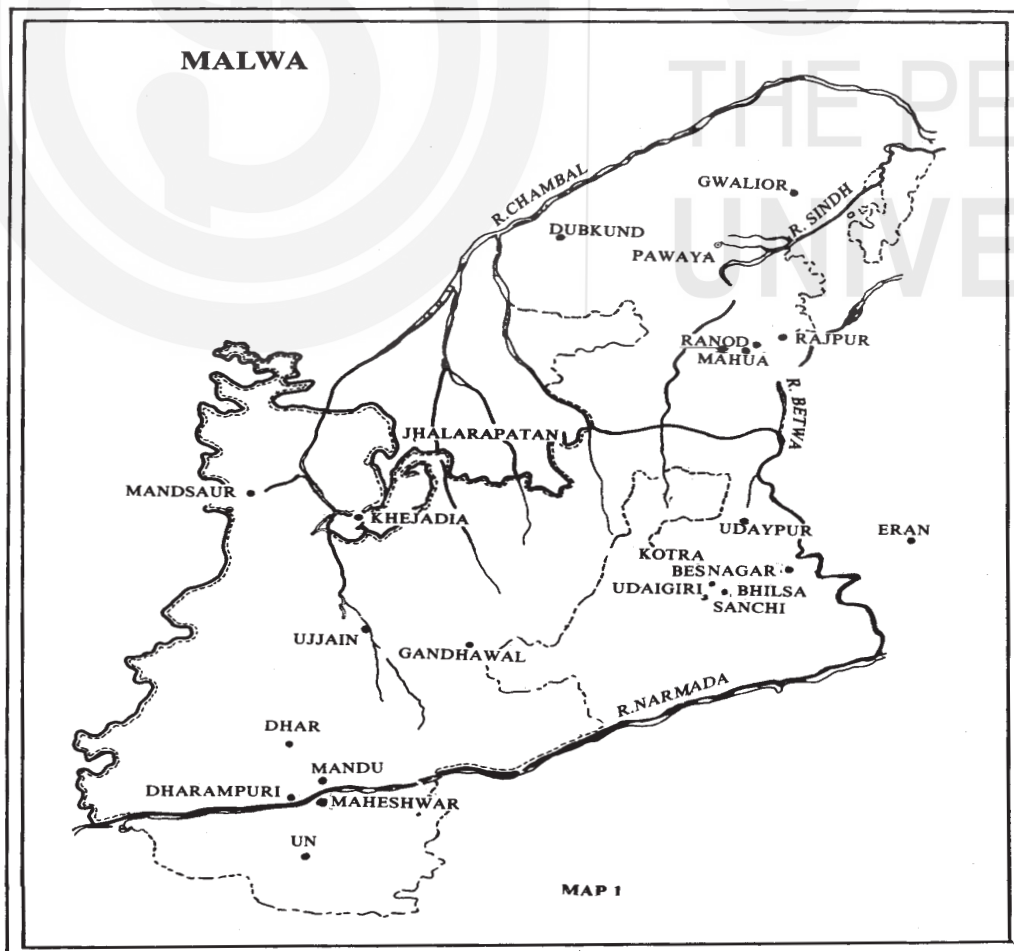 THE PE
UNIVE
MALWA
R. CHAMBAL
GWALIOR
R. SINDH
DUBKUND
PAWAYA
RANOD
RAJPUR
MAHUA
R. BETWA
JHALARAPATAN
MANDSAUR
KHEJADIA
UDAYPUR
ERAN
KOTRA
BESNAGAR
UDAIGIRI
BHILSA
SANCHI
UJJAIN
GANDHAWAL
R.NARMADA
DHAR
MANDU
DHARAMPURI
MAHESHWAR
UN
MAP 1